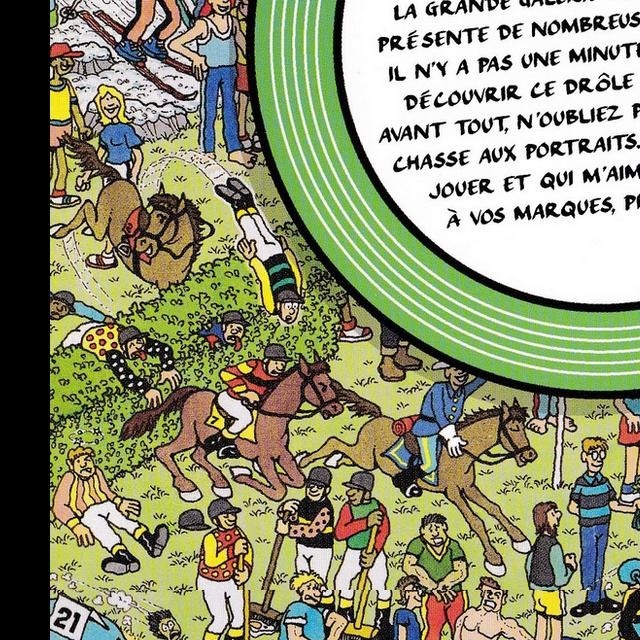 LA GRANDE
PRÉSENTE DE NOMBREUS
IL N'Y A PAS UNE MINUTE
DÉCOUVRIR CE DRÔLE
AVANT TOUT, N'OUBLIEZ P
CHASSE AUX PORTRAITS.
JOUER ET QUI M'AIM
À VOS MARQUES, PR
21